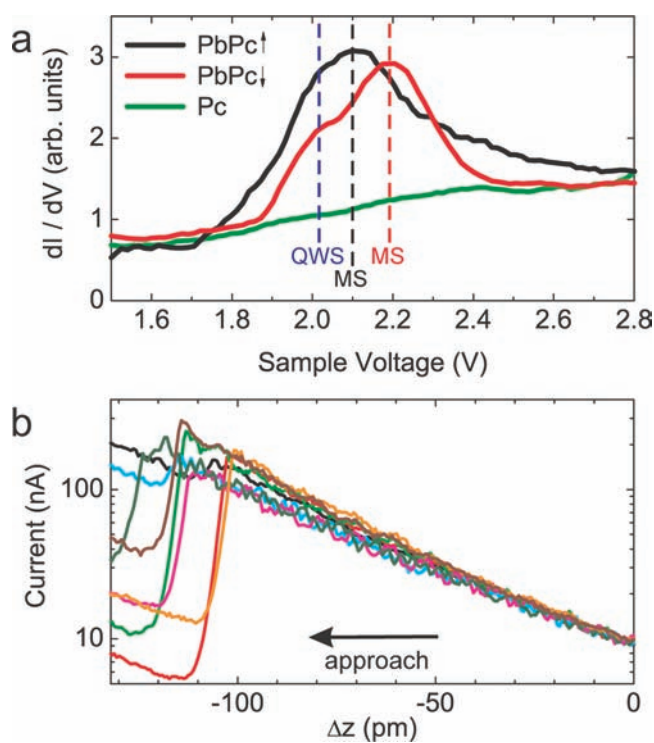 a
PbPc↑
PbPc↓
Pc
dI / dV (arb. units)
3
2
1
0
QWS
MS
MS
1.6
1.8
2.0
2.2
2.4
2.6
2.8
Sample Voltage (V)
b
Current (nA)
100
10
approach
-100
-50
0
Δz (pm)